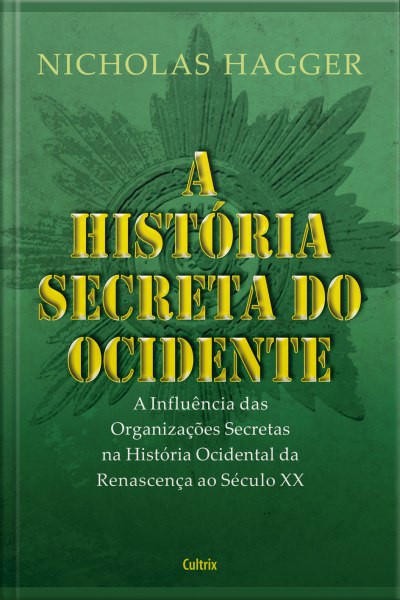 NICHOLAS HAGGER
A
HISTÓRIA
SECRETA DO
OCIDENTE
A Influência das
Organizações Secretas
na História Ocidental da
Renascença ao Século XX
Cultrix